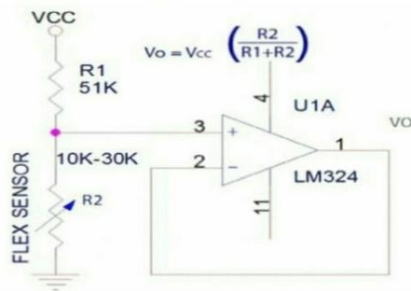 VCC
Vo = Vcc (R2 / R1+R2)
R1
51K
4
U1A
VO
3
+
1
10K-30K
2
−
LM324
FLEX SENSOR
R2
11